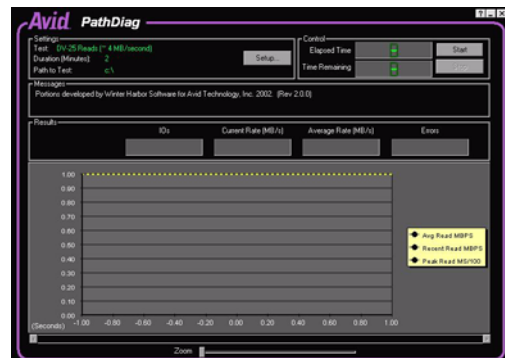 Avid PathDiag
Settings
Test: DV-25 Reads (~ 4 MB/second)
Duration (Minutes) 2
Path to Test c:\
Setup...
Control
Elapsed Time
Start
Time Remaining
Stop
Messages
Portions developed by Winter Harbor Software for Avid Technology, Inc. 2002. (Rev 2.0.0)
Results
IOs
Current Rate (MB/s)
Average Rate (MB/s)
Errors
1.00
0.90
0.80
0.70
0.60
0.50
0.40
0.30
0.20
0.10
0.00
(Seconds) -1.00 -0.80 -0.60 -0.40 -0.20 0.00 0.20 0.40 0.60 0.80 1.00
Avg Read MBPS
Recent Read MBPS
Peak Read MS/100
Zoom